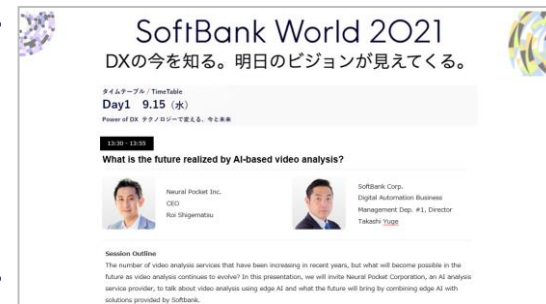 SoftBank World 2021
DXの今を知る。明日のビジョンが見えてくる。
タイムテーブル / TimeTable
Day1 9.15（水）
Power of DX テクノロジーで変える、今と未来
13:30 - 13:55
What is the future realized by AI-based video analysis?
Neural Pocket Inc.
CEO
Roi Shigematsu
SoftBank Corp.
Digital Automation Business
Management Dep. #1, Director
Takashi Yuge
Session Outline
The number of video analysis services that have been increasing in recent years, but what will become possible in the
future as video analysis continues to evolve? In this presentation, we will invite Neural Pocket Corporation, an AI analysis
service provider, to talk about video analysis using edge AI and what the future will bring by combining edge AI with
solutions provided by Softbank.